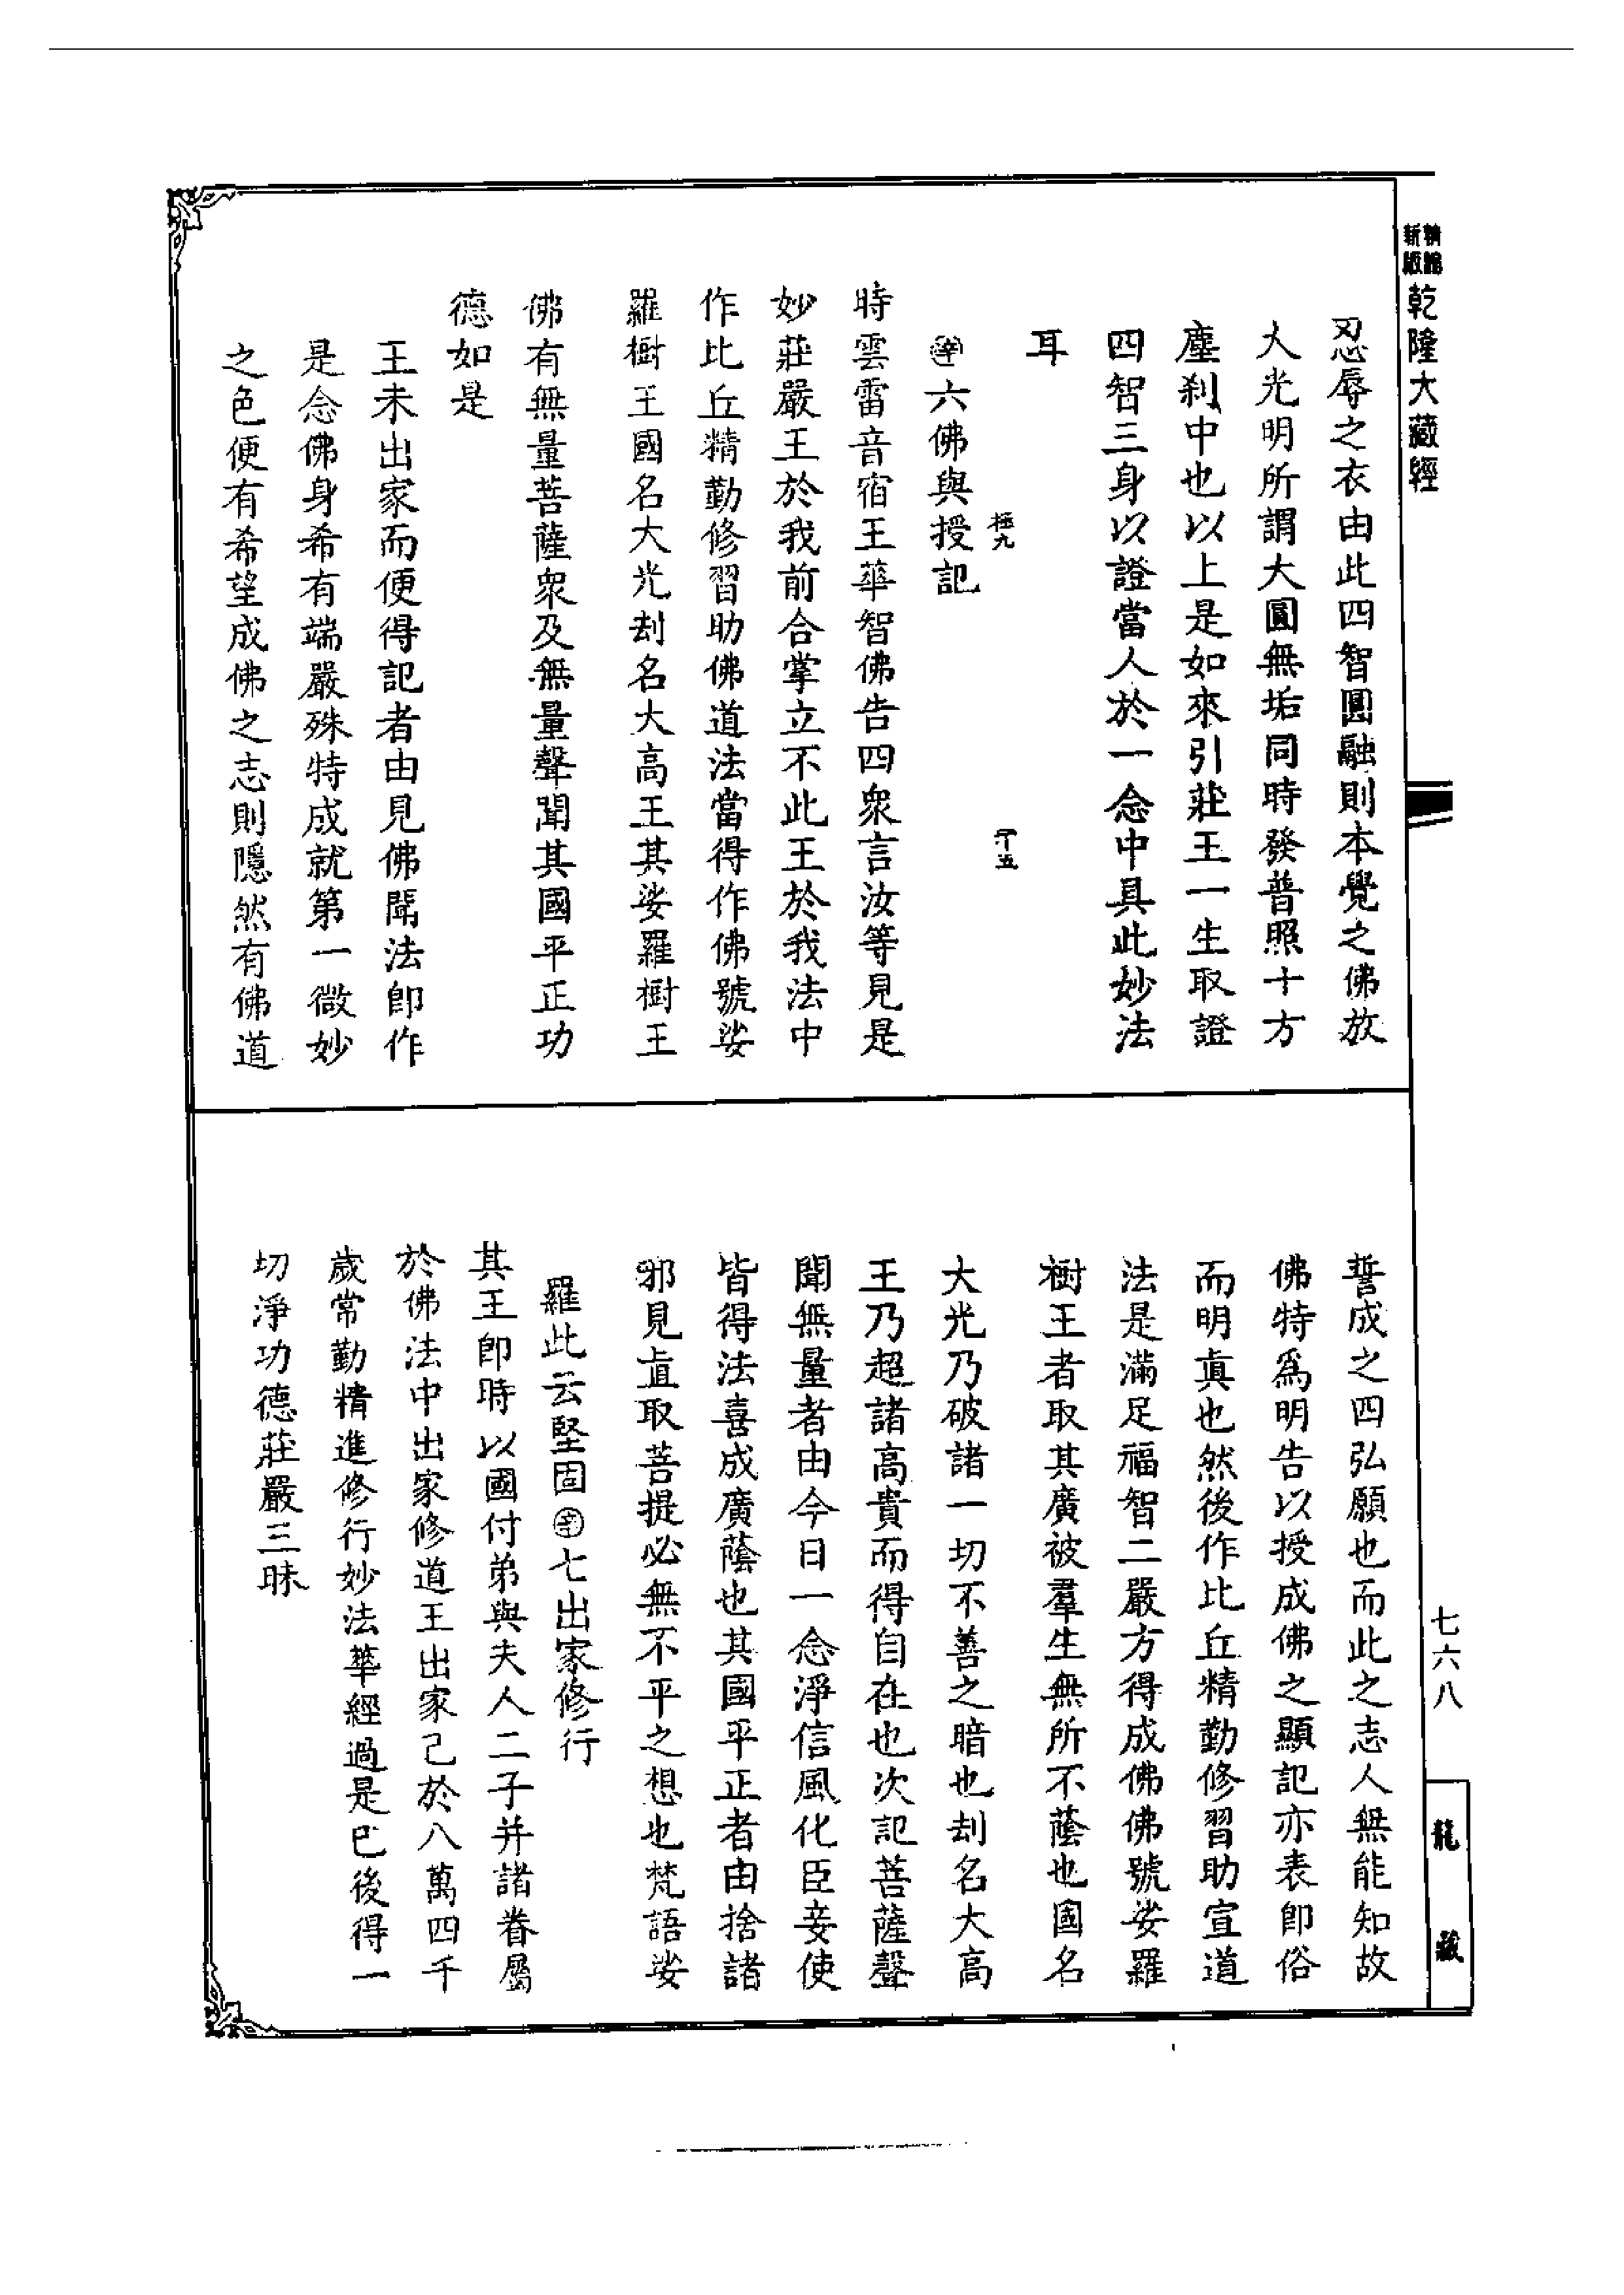 新版
乾隆大藏經
忍辱之衣由此四智圓融則本覺之佛放
大光明所謂大圓無垢同時發普照十方
塵刹中也以上是如來引莊王一生取證
四智三身以證當人於一念中具此妙法
耳
九
五
㊛六佛與授記
時雲雷音宿王華智佛告四衆言汝等見是
妙莊嚴王於我前合掌立不此王於我法中
作比丘精勤修習助佛道法當得作佛號娑
羅樹王國名大光刦名大高王其娑羅樹王
佛有無量菩薩衆及無量聲聞其國平正功
德如是
王未出家而便得記者由見佛聞法卽作
是念佛身希有端嚴殊特成就第一微妙
之色便有希望成佛之志則隱然有佛道
誓成之四弘願也而此之志人無能知故
佛特爲明告以授成佛之顯記亦表卽俗
而明眞也然後作比丘精勤修習助宣道
法是滿足福智二嚴方得成佛佛號娑羅
樹王者取其廣被羣生無所不蔭也國名
大光乃破諸一切不善之暗也刦名大高
王乃超諸高貴而得自在也次記菩薩聲
聞無量者由今日一念淨信風化臣妾使
皆得法喜成廣蔭也其國平正者由捨諸
邪見直取菩提必無不平之想也梵語娑
羅此云堅固㊛七出家修行
其王卽時以國付弟與夫人二子并諸眷屬
於佛法中出家修道王出家已於八萬四千
歲常勤精進修行妙法華經過是已後得一
切淨功德莊嚴三昧
七六八
龍藏